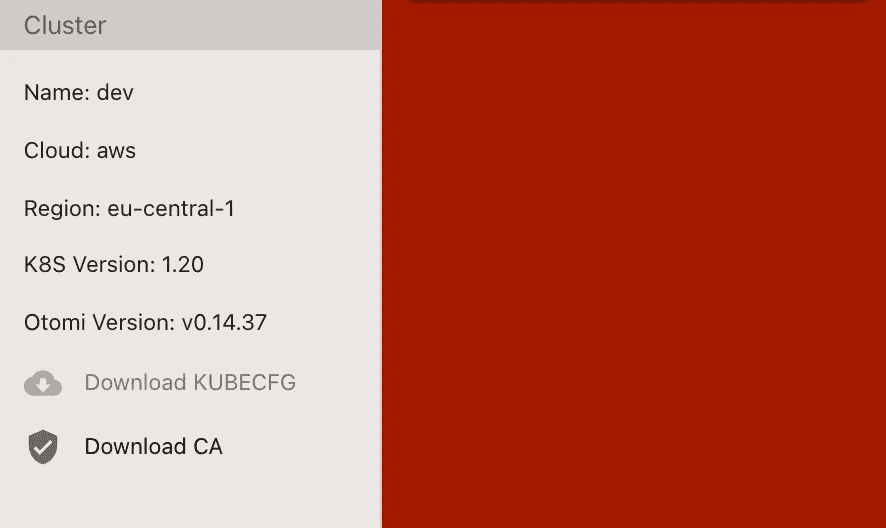 Cluster
Name: dev
Cloud: aws
Region: eu-central-1
K8S Version: 1.20
Otomi Version: v0.14.37
Download KUBECFG
Download CA